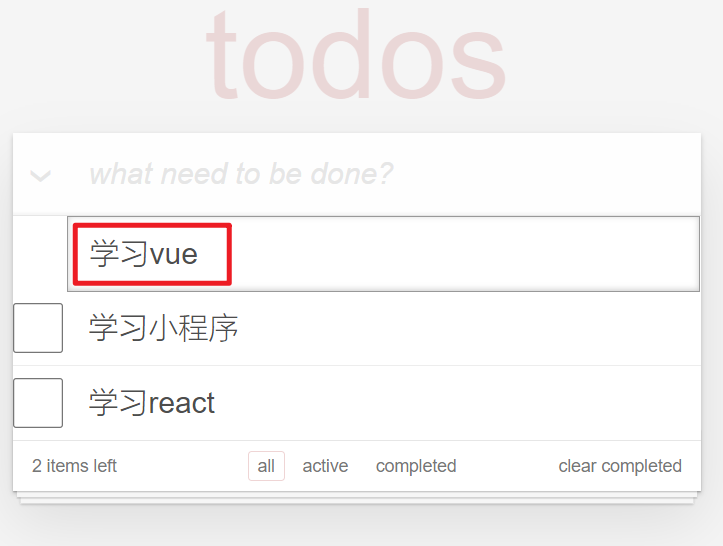 todos
what need to be done?
学习vue
学习小程序
学习react
2 items left all active completed clear completed